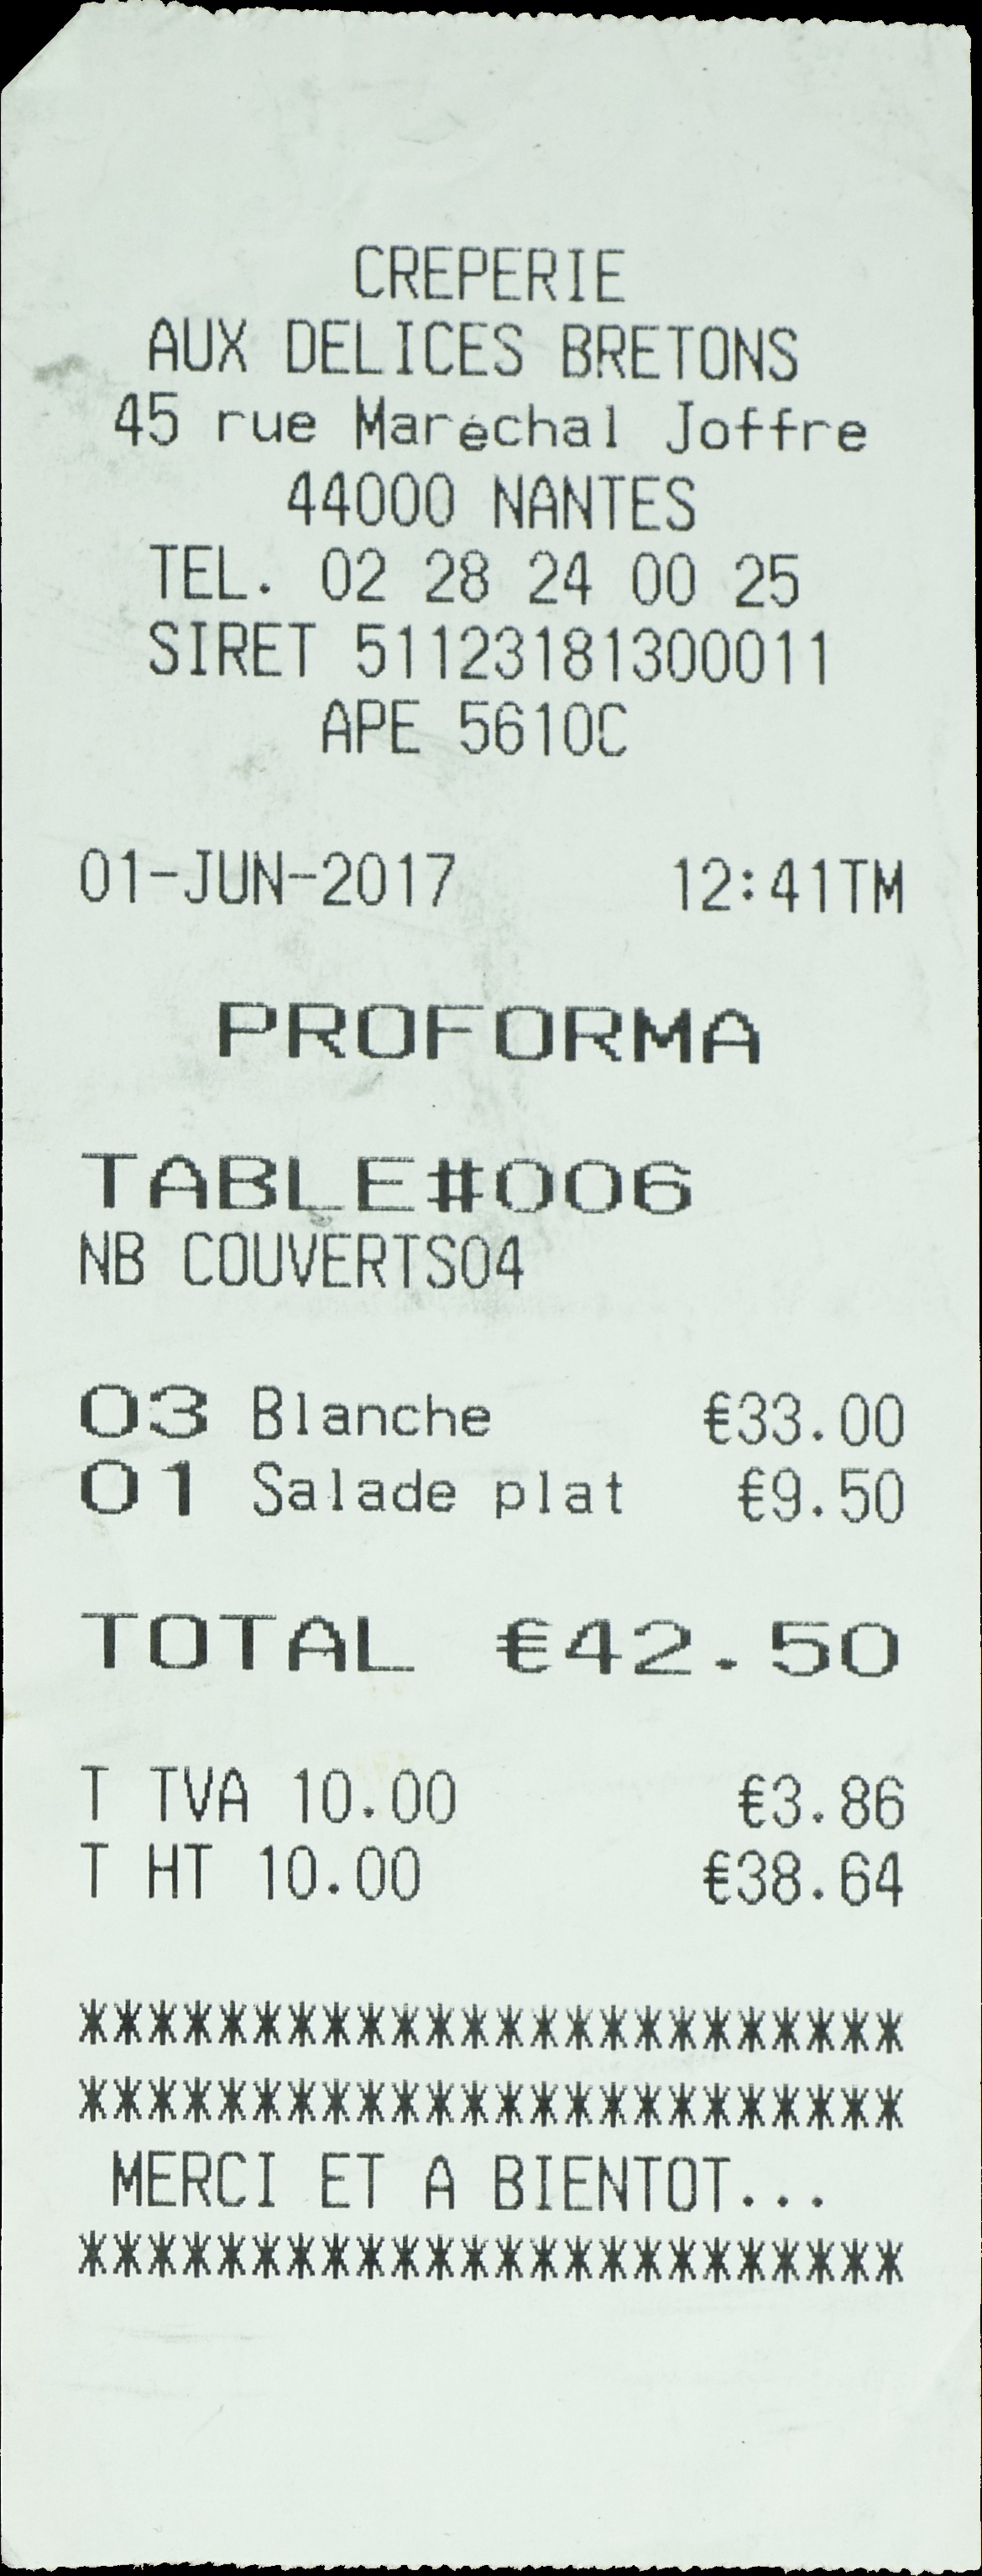 CREPERIE
AUX DELICES BRETONS
45 rue Maréchal Joffre
44000 NANTES
TEL. 02 28 24 00 25
SIRET 51123181300011
APE 5610C
01-JUN-2017 12:41TM
PROFORMA
TABLE#006
NB COUVERTS04
03 Blanche €33.00
01 Salade plat €9.50
TOTAL €42.50
T TVA 10.00 €3.86
T HT 10.00 €38.64
************************
************************
MERCI ET A BIENTOT...
************************